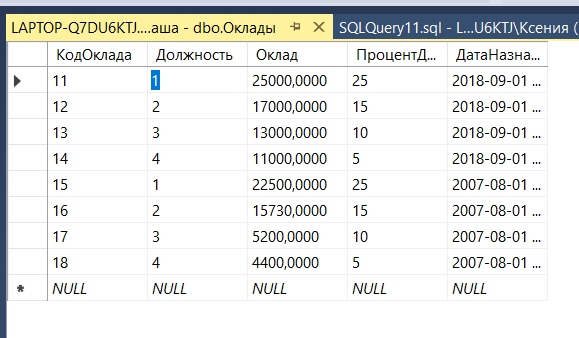 LAPTOP-Q7DU6KTJ....аша - dbo.Оклады SQLQuery11.sql - L...U6KTJ\Ксения (
КодОклада Должность Оклад ПроцентД... ДатаНазна...
11 1 25000,0000 25 2018-09-01 ...
12 2 17000,0000 15 2018-09-01 ...
13 3 13000,0000 10 2018-09-01 ...
14 4 11000,0000 5 2018-09-01 ...
15 1 22500,0000 25 2007-08-01 ...
16 2 15730,0000 15 2007-08-01 ...
17 3 5200,0000 10 2007-08-01 ...
18 4 4400,0000 5 2007-08-01 ...
NULL NULL NULL NULL NULL